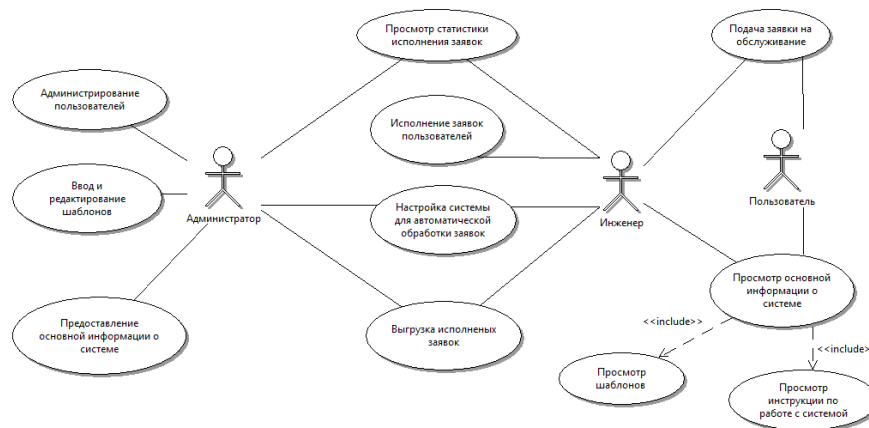 Просмотр статистики
исполнения заявок
Подача заявки на
обслуживание
Администрирование
пользователей
Исполнение заявок
пользователей
Ввод и
редактирование
шаблонов
Администратор
Настройка системы
для автоматической
обработки заявок
Инженер
Пользователь
Просмотр основной
информации о
системе
Предоставление
основной информации о
системе
Выгрузка исполненых
заявок
<<include>>
<<include>
Просмотр
шаблонов
Просмотр
инструкции по
работе с системой